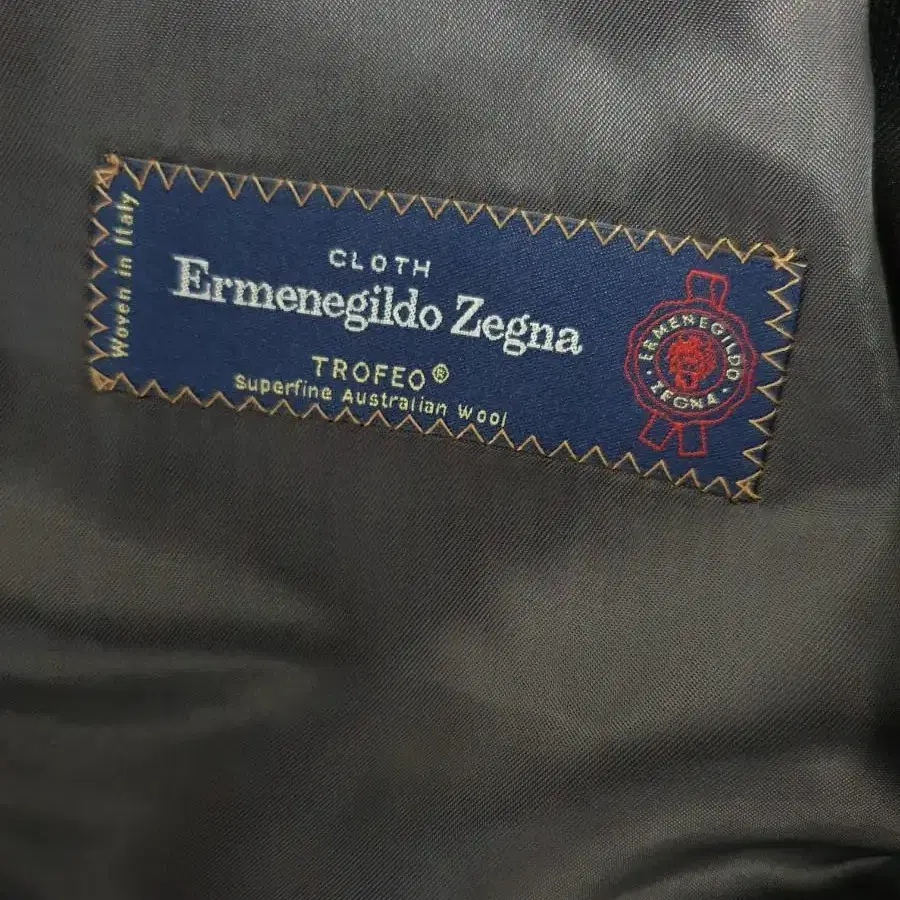 Woven in Italy
CLOTH
Ermenegildo Zegna
TROFEO®
Superfine Australian Wool
ERMENEGILDO
· ZEGNA ·